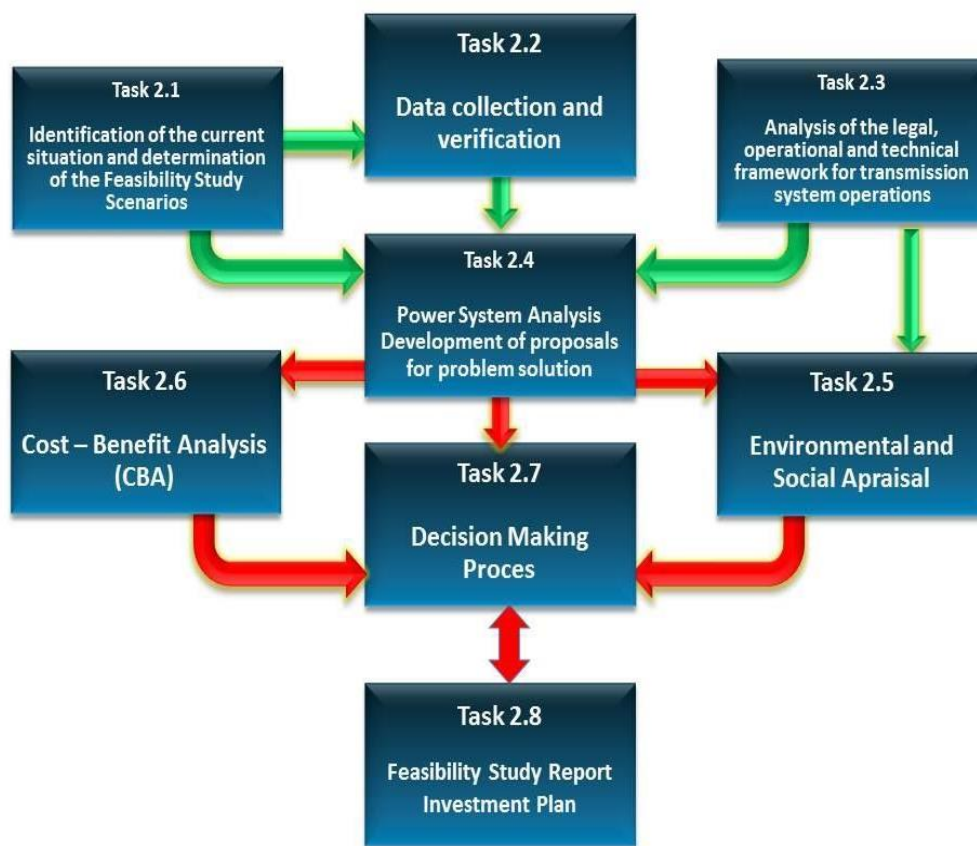 Task 2.1
Identification of the current
situation and determination
of the Feasibility Study
Scenarios
Task 2.2
Data collection and
verification
Task 2.3
Analysis of the legal,
operational and technical
framework for transmission
system operations
Task 2.4
Power System Analysis
Development of proposals
for problem solution
Task 2.6
Cost – Benefit Analysis
(CBA)
Task 2.5
Environmental and
Social Apraisal
Task 2.7
Decision Making
Proces
Task 2.8
Feasibility Study Report
Investment Plan